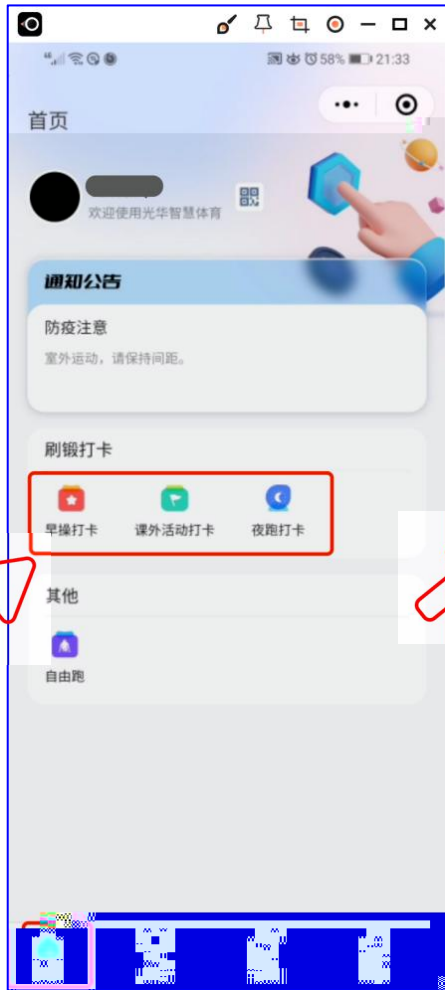 58% 21:33
首页
欢迎使用光华智慧体育
通知公告
防疫注意
室外运动，请保持间距。
刷锻打卡
早操打卡 课外活动打卡 夜跑打卡
其他
自由跑